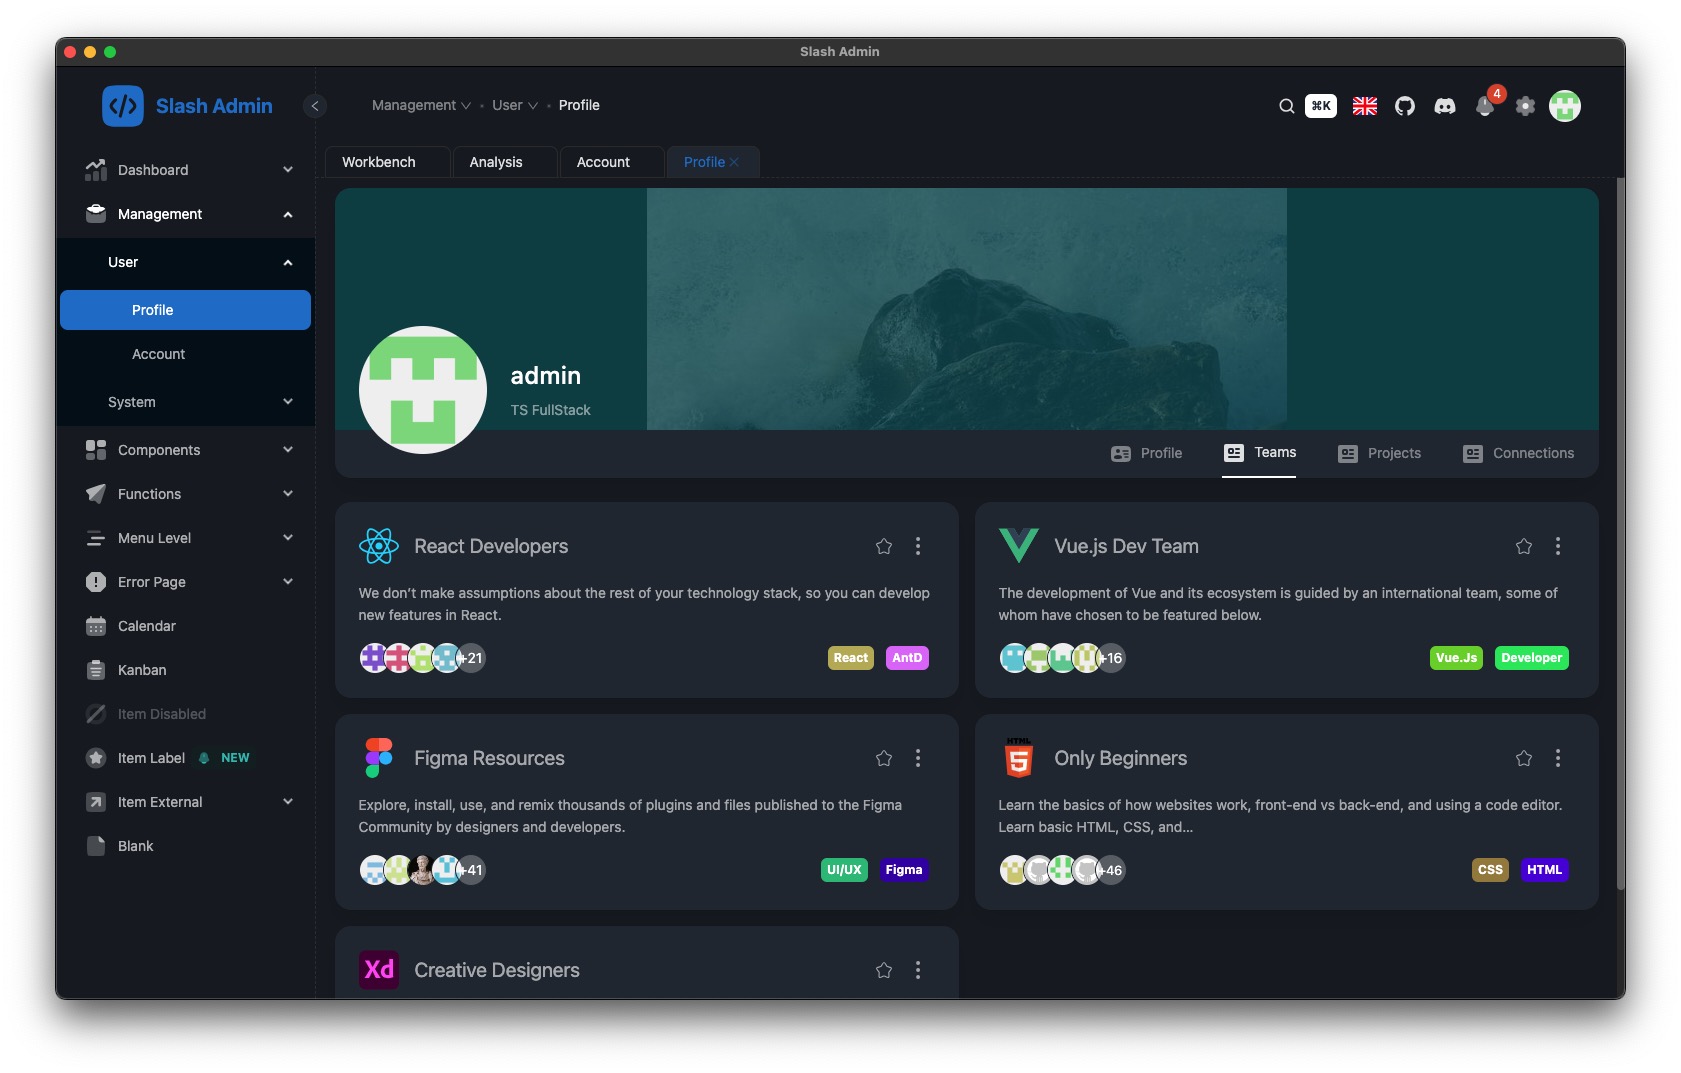 Slash Admin
Slash Admin
Management
User
Profile
⌘K
4
Workbench
Analysis
Account
Profile
Dashboard
Management
User
Profile
Account
System
Components
Functions
Menu Level
Error Page
Calendar
Kanban
Item Disabled
Item Label
NEW
Item External
Blank
admin
TS FullStack
Profile
Teams
Projects
Connections
React Developers
We don’t make assumptions about the rest of your technology stack, so you can develop
new features in React.
+21
React
AntD
Vue.js Dev Team
The development of Vue and its ecosystem is guided by an international team, some of
whom have chosen to be featured below.
+16
Vue.Js
Developer
Figma Resources
Explore, install, use, and remix thousands of plugins and files published to the Figma
Community by designers and developers.
+41
UI/UX
Figma
HTML
5
Only Beginners
Learn the basics of how websites work, front-end vs back-end, and using a code editor.
Learn basic HTML, CSS, and...
+46
CSS
HTML
Xd
Creative Designers